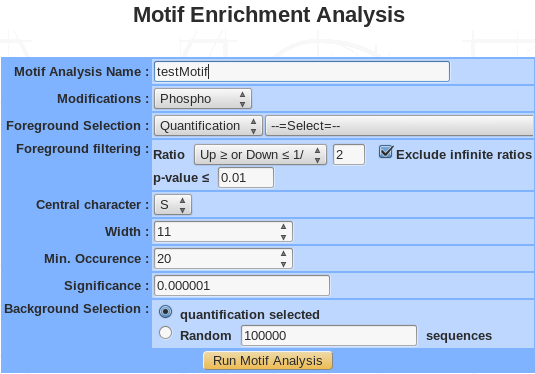 Motif Enrichment Analysis
Motif Analysis Name : testMotif
Modifications : Phospho
Foreground Selection : Quantification --=Select=--
Foreground filtering : Ratio Up ≥ or Down ≤ 1/ 2 Exclude infinite ratios
p-value ≤ 0.01
Central character : S
Width : 11
Min. Occurence : 20
Significance : 0.000001
Background Selection : quantification selected
Random 100000 sequences
Run Motif Analysis